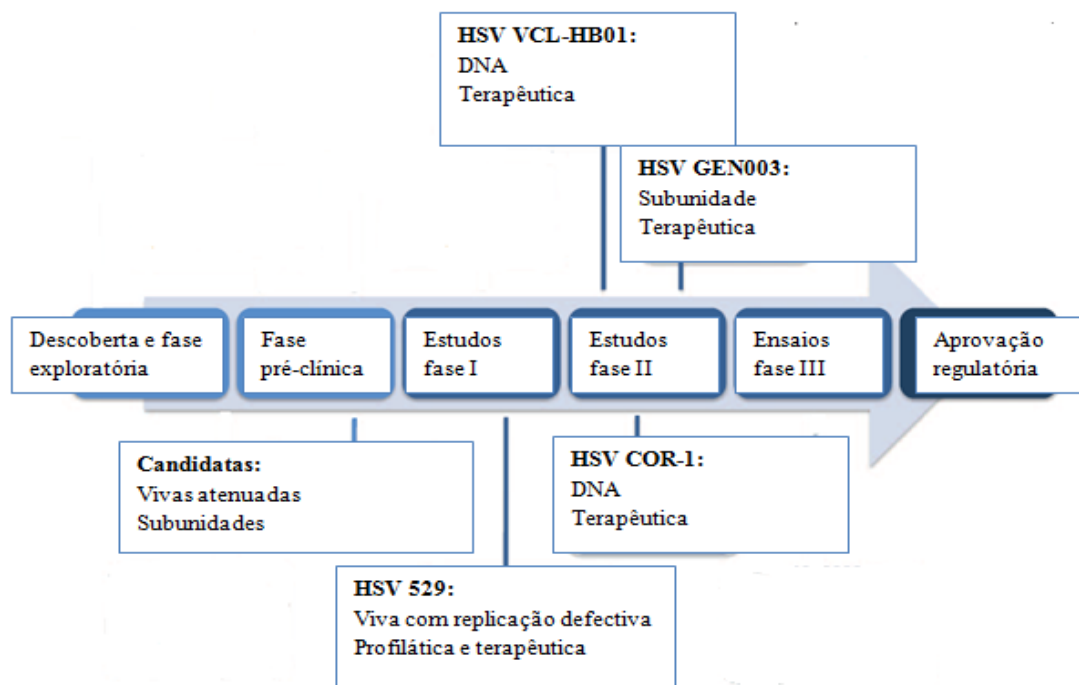 HSV VCL-HB01:
DNA
Terapêutica
HSV GEN003:
Subunidade
Terapêutica
Descoberta e fase
exploratória
Fase
pré-clínica
Estudos
fase I
Estudos
fase II
Ensaios
fase III
Aprovação
regulatória
Candidatas:
Vivas atenuadas
Subunidades
HSV COR-1:
DNA
Terapêutica
HSV 529:
Viva com replicação defectiva
Profilática e terapêutica